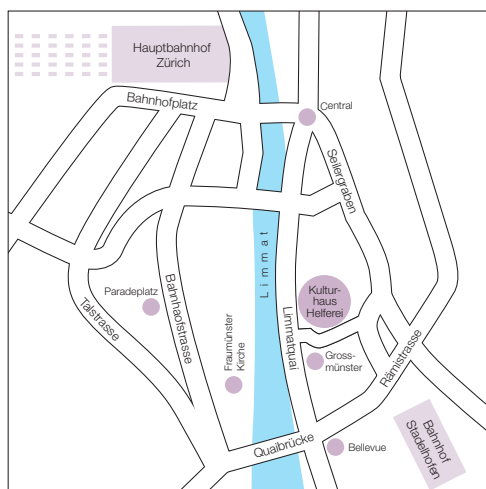 Hauptbahnhof
Zürich
Bahnhofplatz
Central
Seilergraben
Limmat
Kultur-
haus
Helferei
Paradeplatz
Bahnhaofstrasse
Talstrasse
Fraumünster
Kirche
Limmatquai
Gross-
münster
Rämistrasse
Quaibrücke
Bellevue
Bahnhof
Stadelhofen